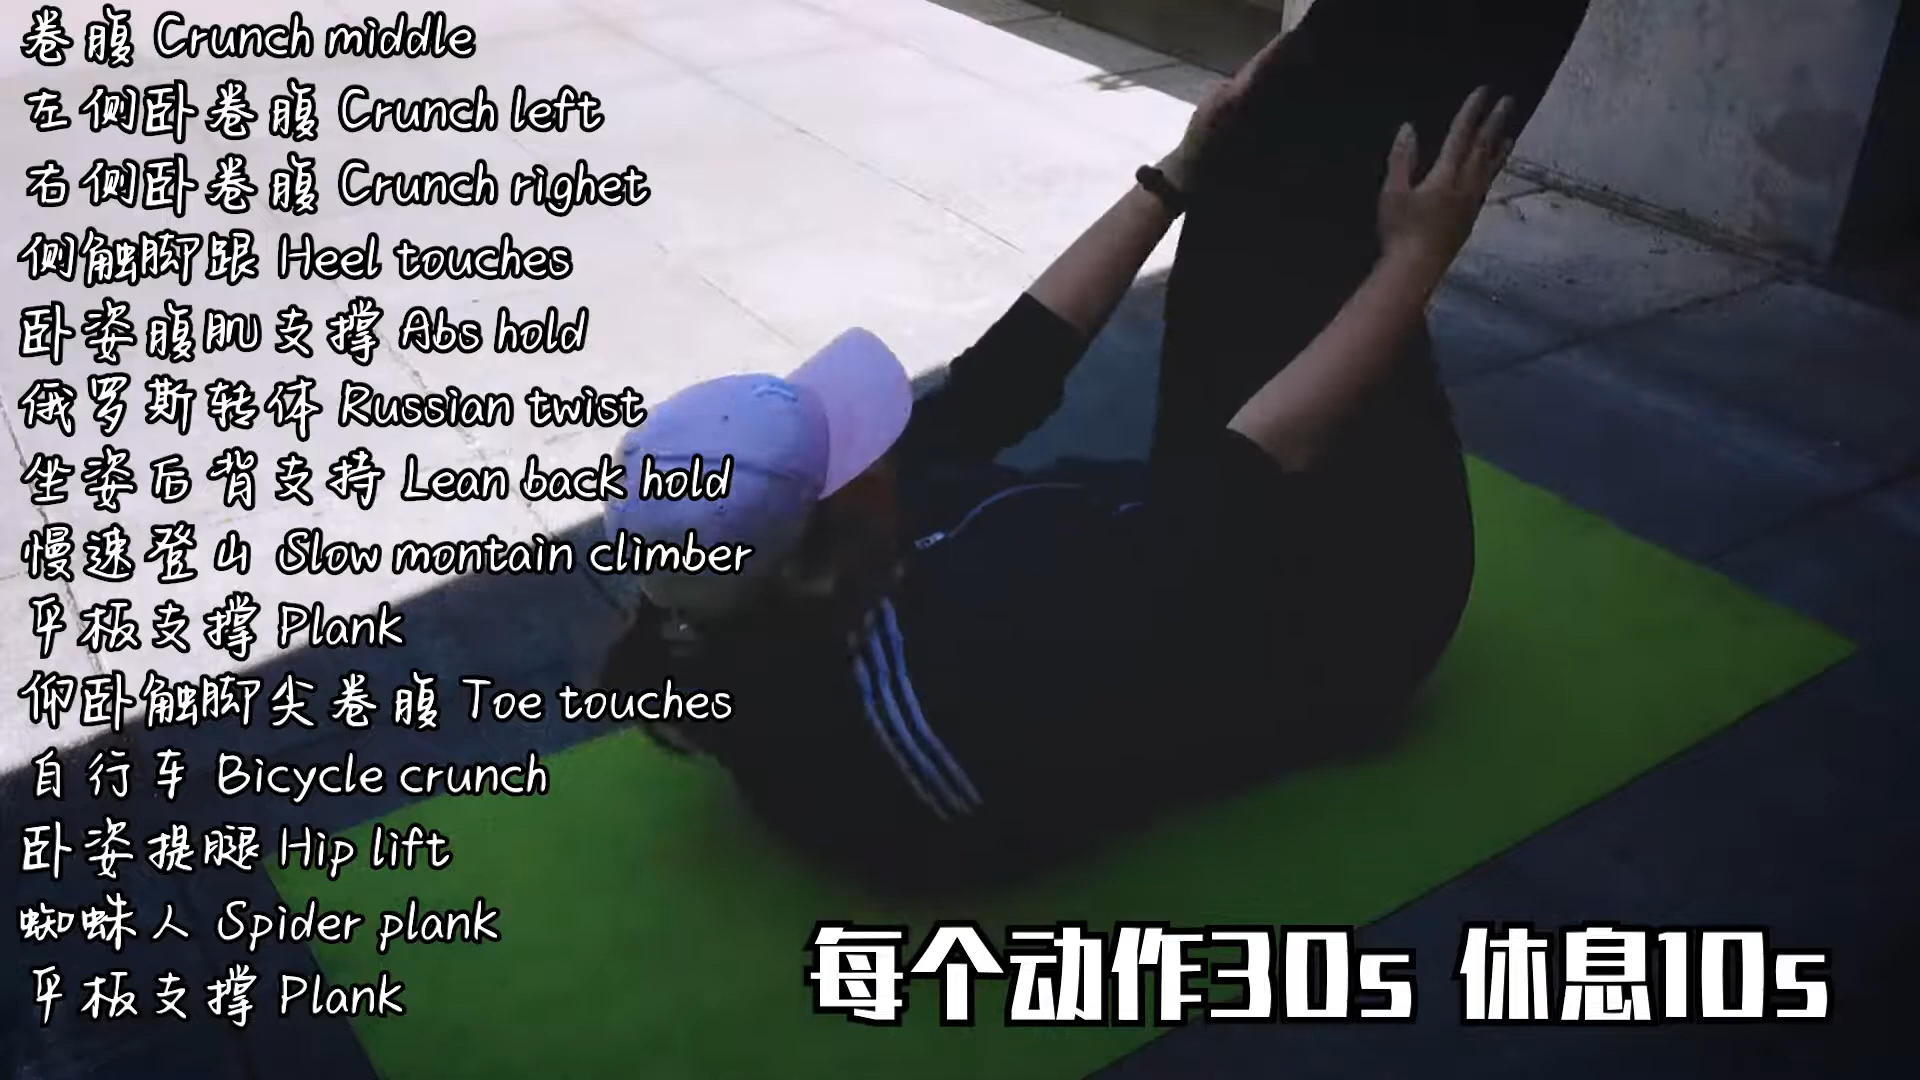 卷腹 Crunch middle
左侧卧卷腹 Crunch left
右侧卧卷腹 Crunch righet
侧触脚跟 Heel touches
卧姿腹肌支撑 Abs hold
俄罗斯转体 Russian twist
坐姿后背支持 Lean back hold
慢速登山 Slow montain climber
平板支撑 Plank
仰卧触脚尖卷腹 Toe touches
自行车 Bicycle crunch
卧姿提腿 Hip lift
蜘蛛人 Spider plank
平板支撑 Plank
每个动作30s 休息10s